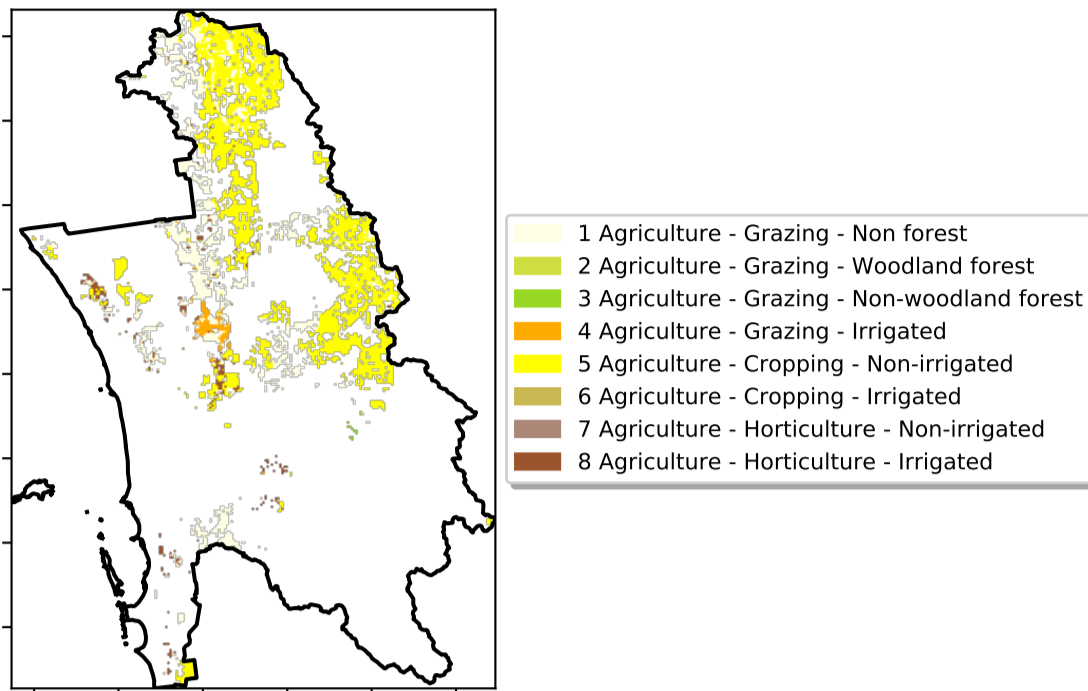 1 Agriculture - Grazing - Non forest
2 Agriculture - Grazing - Woodland forest
3 Agriculture - Grazing - Non-woodland forest
4 Agriculture - Grazing - Irrigated
5 Agriculture - Cropping - Non-irrigated
6 Agriculture - Cropping - Irrigated
7 Agriculture - Horticulture - Non-irrigated
8 Agriculture - Horticulture - Irrigated